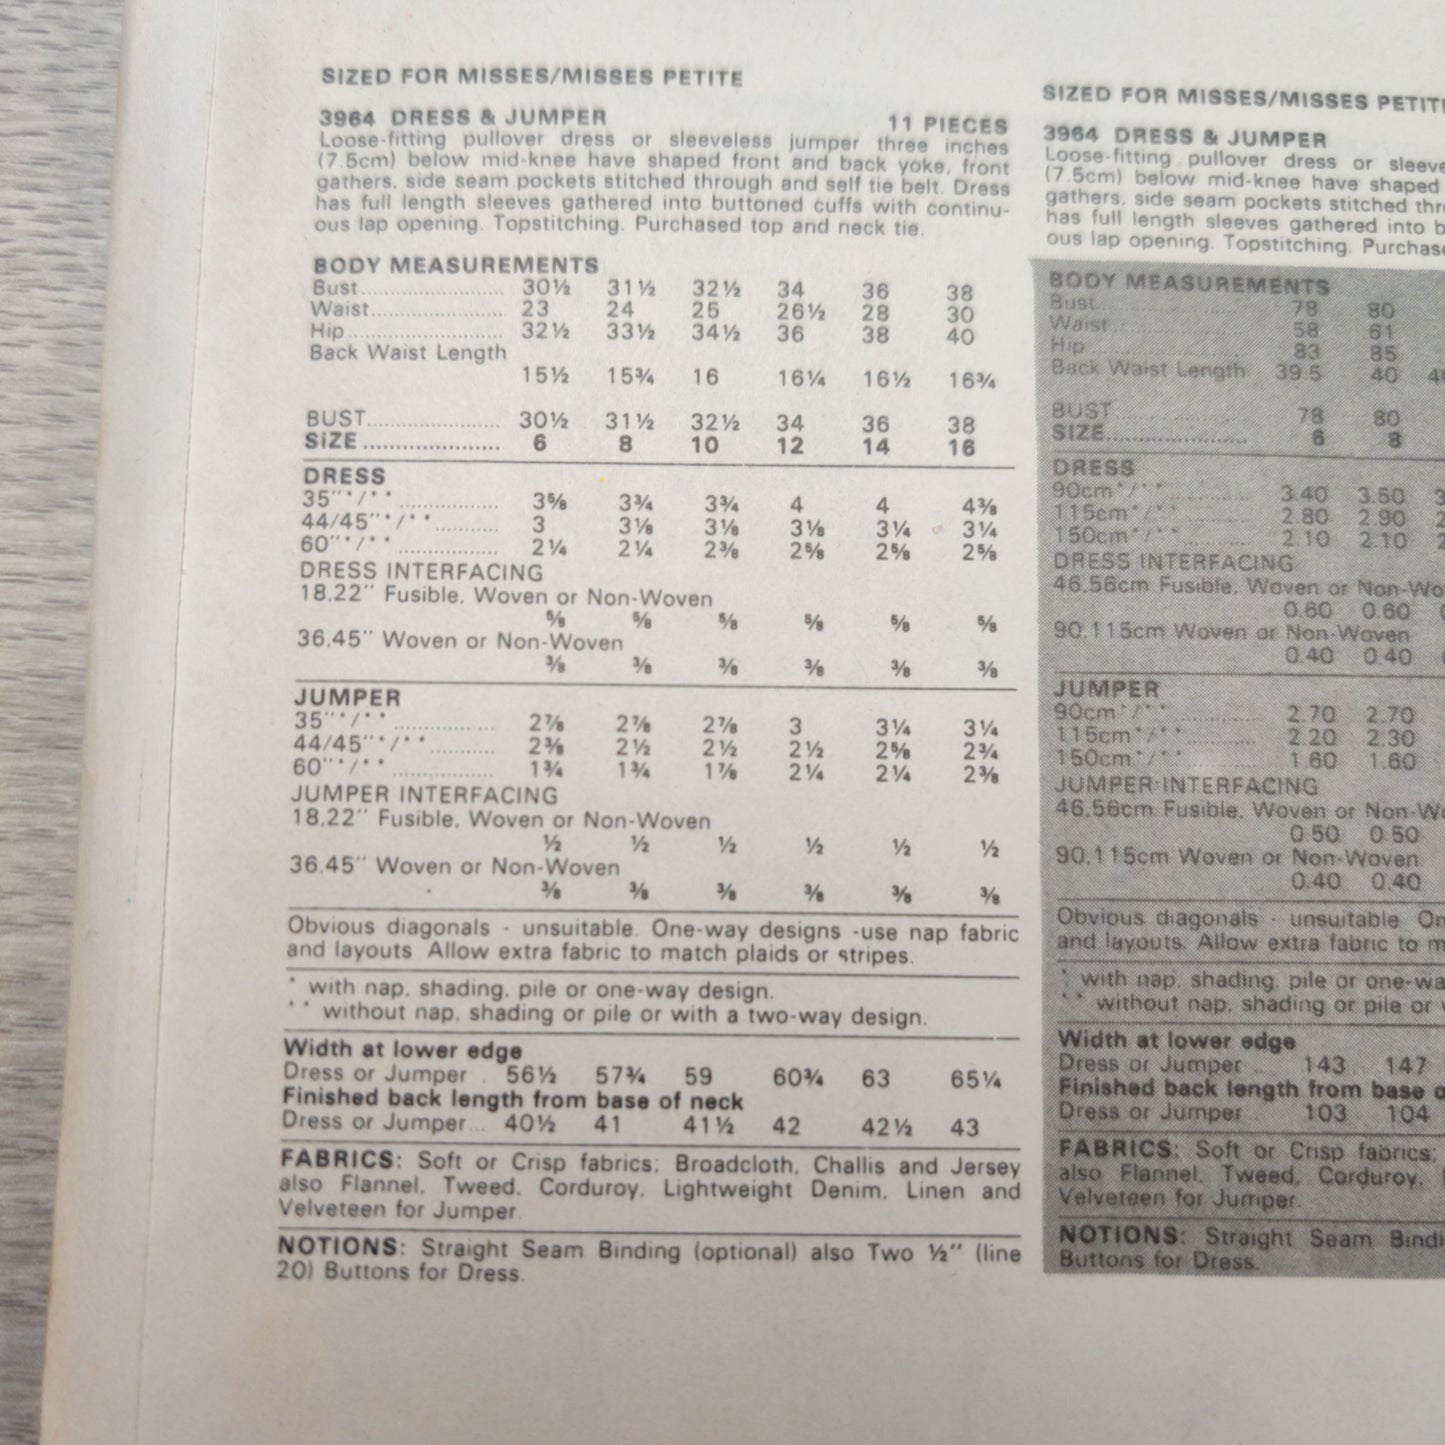 SIZED FOR MISSES/MISSES PETITE
3964 DRESS & JUMPER 11 PIECES
Loose-fitting pullover dress or sleeveless jumper three inches
(7.5cm) below mid-knee have shaped front and back yoke, front
gathers, side seam pockets stitched through and self tie belt. Dress
has full length sleeves gathered into buttoned cuffs with continu-
ous lap opening. Topstitching. Purchased top and neck tie.
BODY MEASUREMENTS
Bust........................ 30½ 31½ 32½ 34 36 38
Waist...................... 23 24 25 26½ 28 30
Hip.......................... 32½ 33½ 34½ 36 38 40
Back Waist Length
15½ 15¾ 16 16¼ 16½ 16¾
BUST...................... 30½ 31½ 32½ 34 36 38
SIZE...................... 6 8 10 12 14 16
DRESS
35"*/** ................. 3⅝ 3¾ 3¾ 4 4 4⅜
44/45"*/**........... 3 3⅛ 3⅛ 3⅛ 3¼ 3¼
60"*/** ................. 2¼ 2¼ 2⅜ 2⅝ 2⅝ 2⅝
DRESS INTERFACING
18,22" Fusible, Woven or Non-Woven
⅝ ⅝ ⅝ ⅝ ⅝ ⅝
36,45" Woven or Non-Woven
⅜ ⅜ ⅜ ⅜ ⅜ ⅜
JUMPER
35"*/** ................. 2⅞ 2⅞ 2⅞ 3 3¼ 3¼
44/45"*/**........... 2⅜ 2½ 2½ 2½ 2⅝ 2¾
60"*/** ................. 1¾ 1¾ 1⅞ 2¼ 2¼ 2⅜
JUMPER INTERFACING
18,22" Fusible, Woven or Non-Woven
½ ½ ½ ½ ½ ½
36,45" Woven or Non-Woven
⅜ ⅜ ⅜ ⅜ ⅜ ⅜
Obvious diagonals - unsuitable. One-way designs -use nap fabric
and layouts Allow extra fabric to match plaids or stripes.
* with nap, shading, pile or one-way design.
** without nap, shading or pile or with a two-way design.
Width at lower edge
Dress or Jumper . 56½ 57¾ 59 60¾ 63 65¼
Finished back length from base of neck
Dress or Jumper... 40½ 41 41½ 42 42½ 43
FABRICS: Soft or Crisp fabrics; Broadcloth, Challis and Jersey
also Flannel, Tweed, Corduroy, Lightweight Denim, Linen and
Velveteen for Jumper.
NOTIONS: Straight Seam Binding (optional) also Two ½" (line
20) Buttons for Dress.
SIZED FOR MISSES/MISSES PETIT
3964 DRESS & JUMPER
Loose-fitting pullover dress or sleeve
(7.5cm) below mid-knee have shaped
gathers, side seam pockets stitched thr
has full length sleeves gathered into b
ous lap opening. Topstitching. Purchas
BODY MEASUREMENTS
Bust...................... 78 80
Waist.................... 58 61
Hip........................ 83 85
Back Waist Length 39.5 40 4
BUST.................... 78 80
SIZE...................... 6 8
DRESS
90cm*/** ............. 3.40 3.50 3
115cm*/** ........... 2.80 2.90 2
150cm*/** ........... 2.10 2.10 2
DRESS INTERFACING
46,56cm Fusible, Woven or Non-Wo
0.60 0.60 0
90,115cm Woven or Non-Woven
0.40 0.40
JUMPER
90cm*/** ............. 2.70 2.70
115cm*/** ........... 2.20 2.30
150cm*/** ........... 1.60 1.60
JUMPER INTERFACING
46,56cm Fusible, Woven or Non-W
0.50 0.50
90,115cm Woven or Non-Woven
0.40 0.40
Obvious diagonals - unsuitable On
and layouts. Allow extra fabric to m
* with nap, shading, pile or one-wa
** without nap, shading or pile or
Width at lower edge
Dress or Jumper . 143 147
Finished back length from base o
Dress or Jumper . 103 104
FABRICS: Soft or Crisp fabrics;
also Flannel, Tweed, Corduroy,
Velveteen for Jumper.
NOTIONS: Straight Seam Bindi
Buttons for Dress.